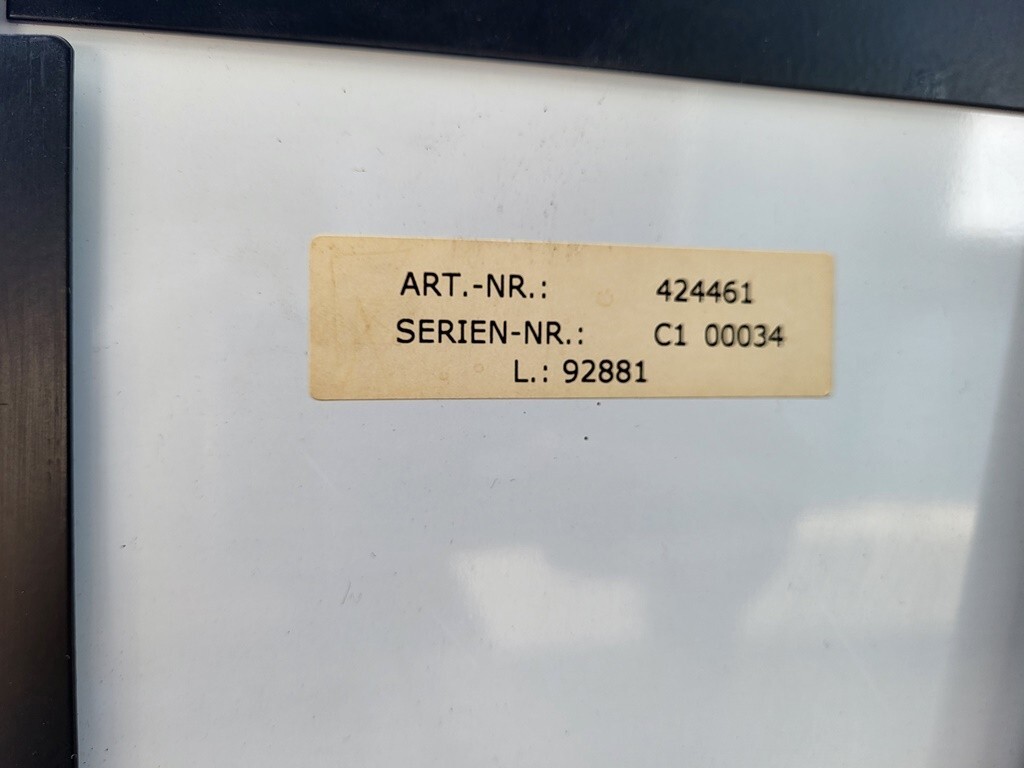 ART.-NR.: 424461
SERIEN-NR.: C1 00034
L.: 92881